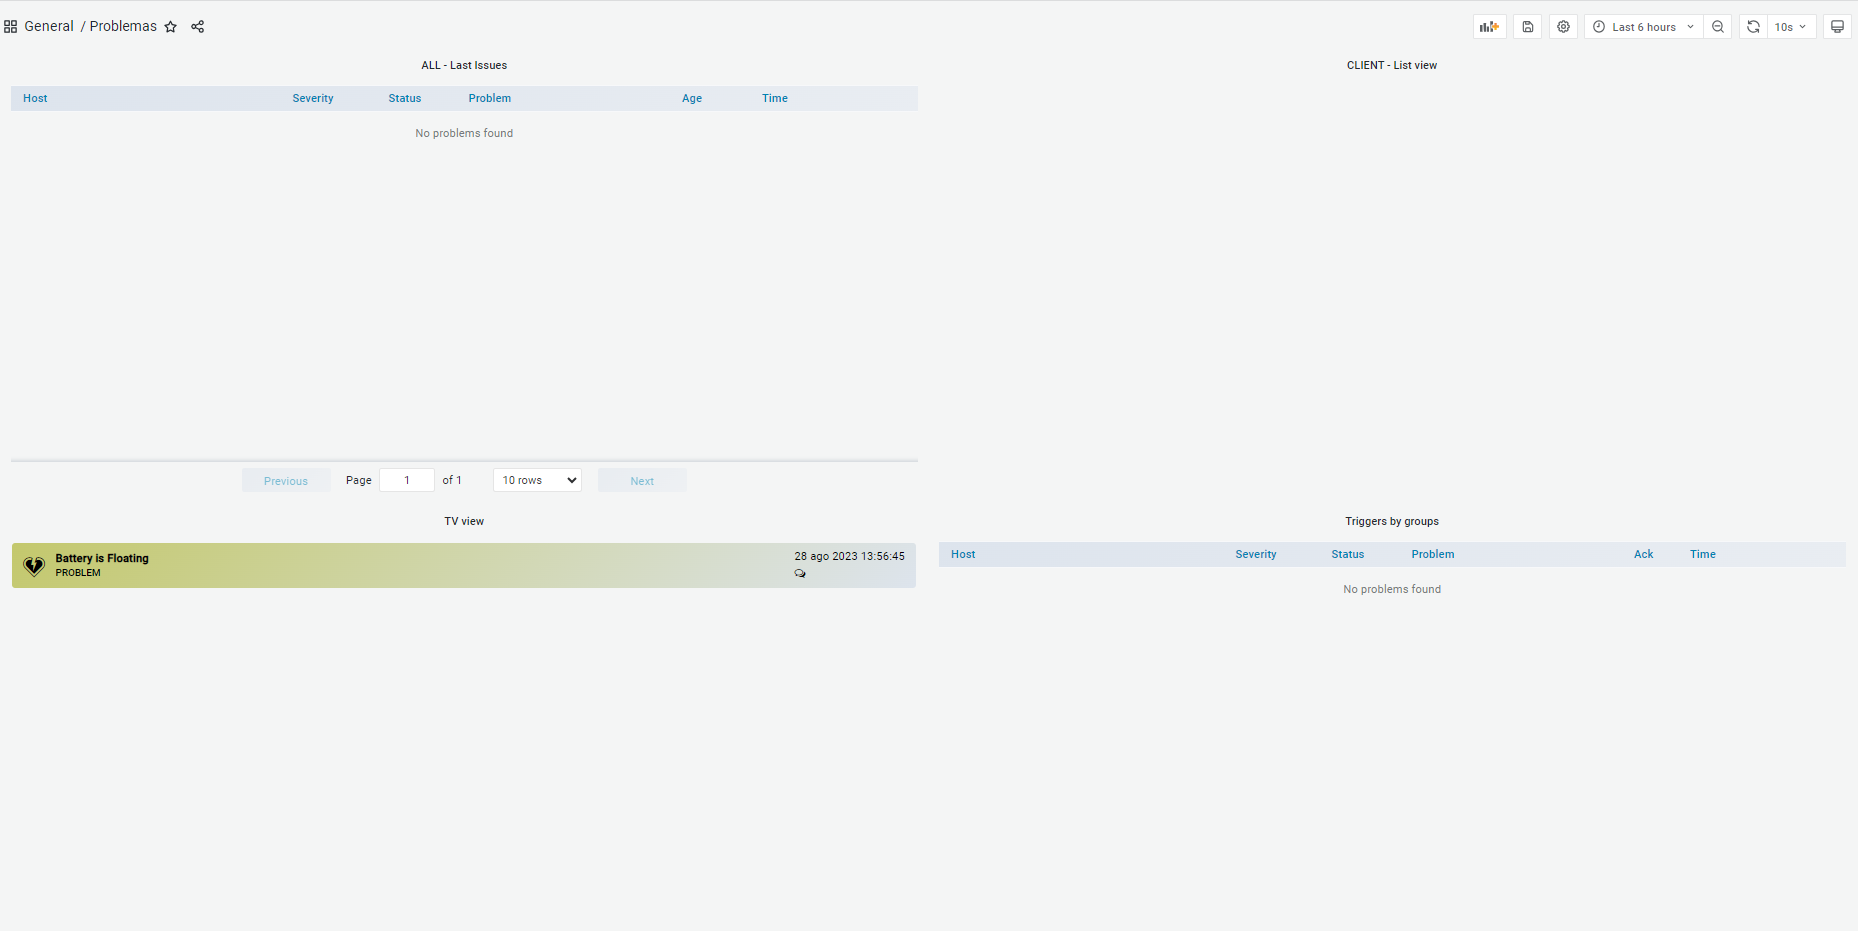 General / Problemas
Last 6 hours
10s
ALL - Last Issues
Host Severity Status Problem Age Time
No problems found
Previous Page 1 of 1 10 rows Next
CLIENT - List view
TV view
Battery is Floating
PROBLEM
28 ago 2023 13:56:45
Triggers by groups
Host Severity Status Problem Ack Time
No problems found